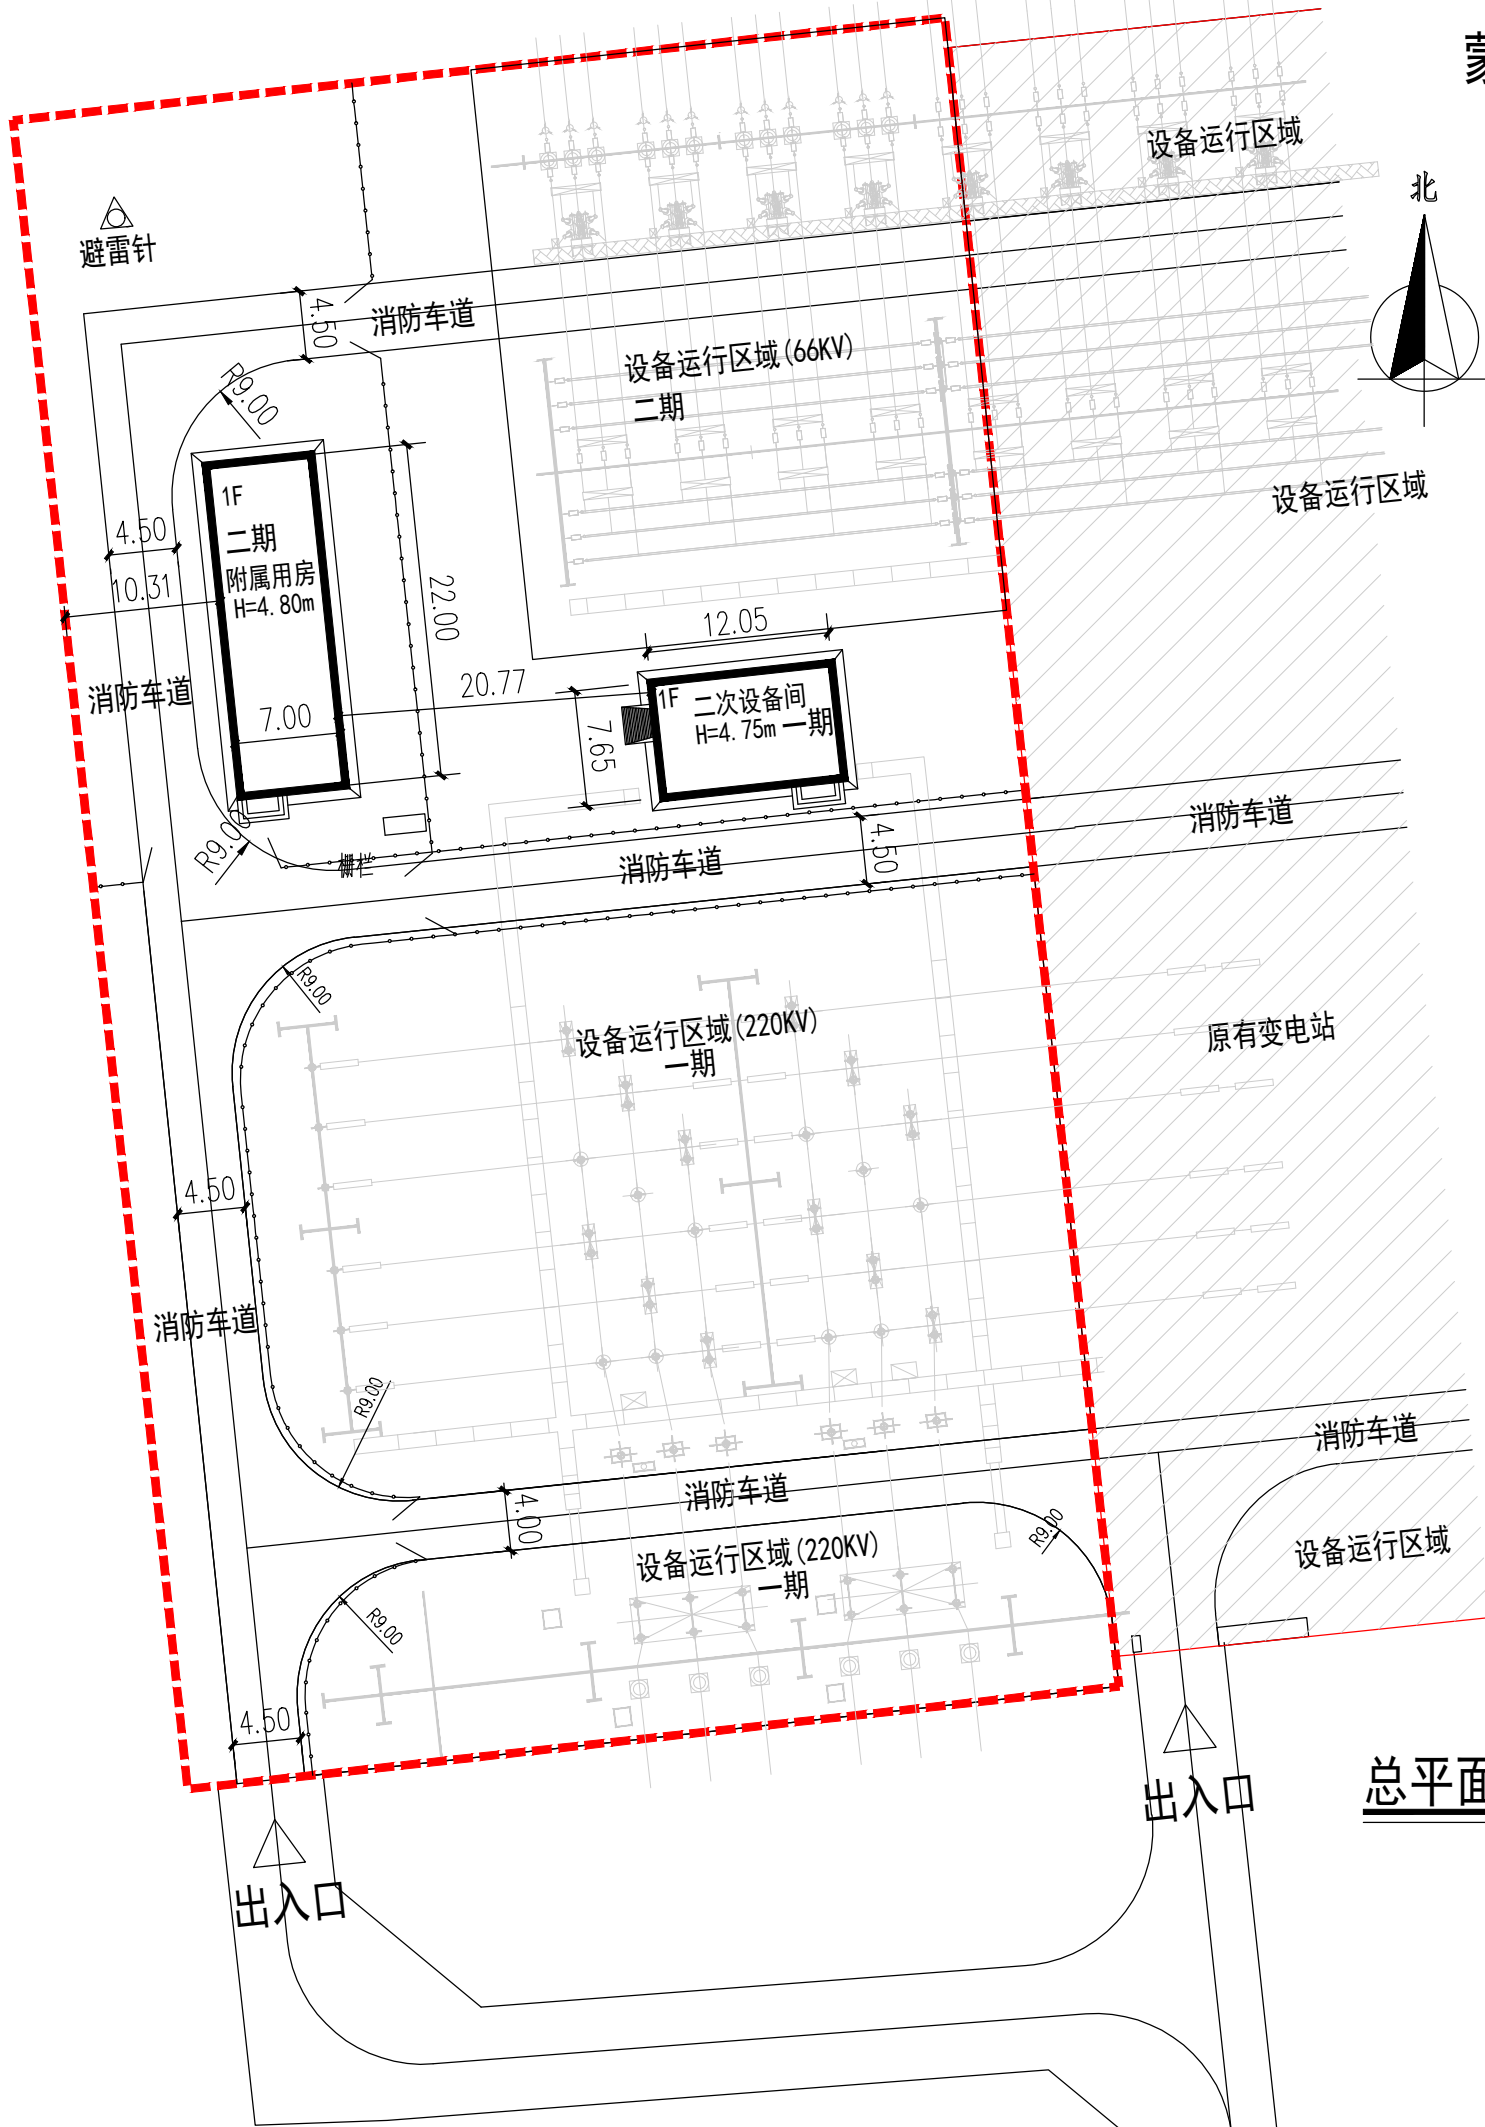 蒙
设备运行区域
北
避雷针
4.50
消防车道
设备运行区域(66KV)
二期
R9.00
设备运行区域
1F
二期
附属用房
H=4.80m
4.50
10.31
22.00
12.05
消防车道
20.77
7.00
7.65
1F
二次设备间
H=4.75m
一期
消防车道
R9.00
栅栏
消防车道
4.50
R9.00
设备运行区域(220KV)
一期
原有变电站
4.50
消防车道
R9.00
消防车道
消防车道
4.00
R9.00
设备运行区域(220KV)
一期
设备运行区域
R9.00
4.50
出入口
总平面
出入口